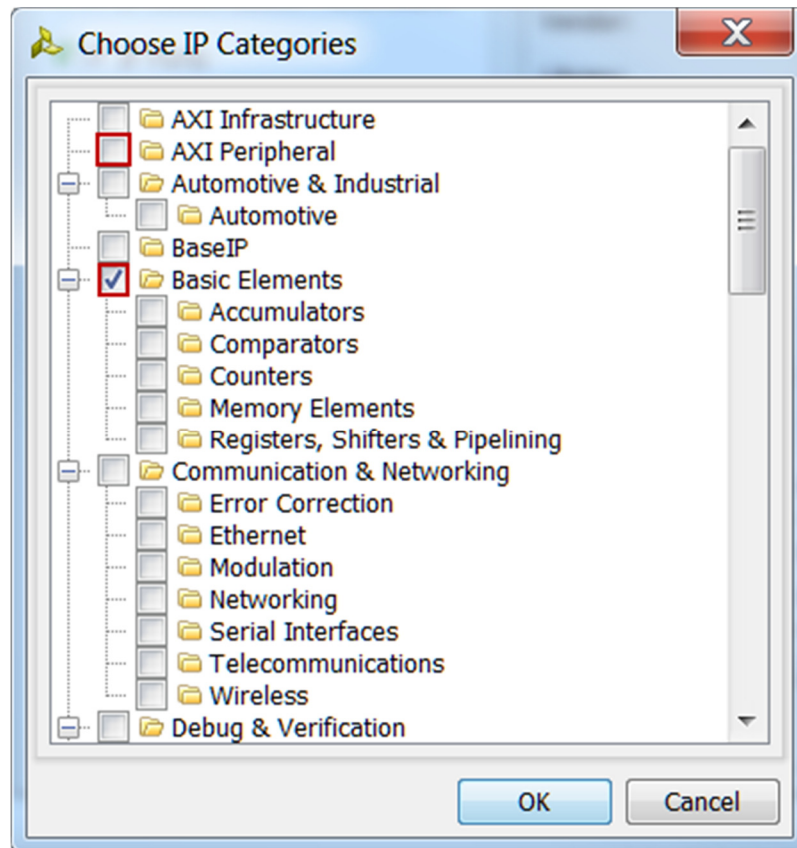 Choose IP Categories
AXI Infrastructure
AXI Peripheral
Automotive & Industrial
Automotive
BaseIP
Basic Elements
Accumulators
Comparators
Counters
Memory Elements
Registers, Shifters & Pipelining
Communication & Networking
Error Correction
Ethernet
Modulation
Networking
Serial Interfaces
Telecommunications
Wireless
Debug & Verification
OK
Cancel